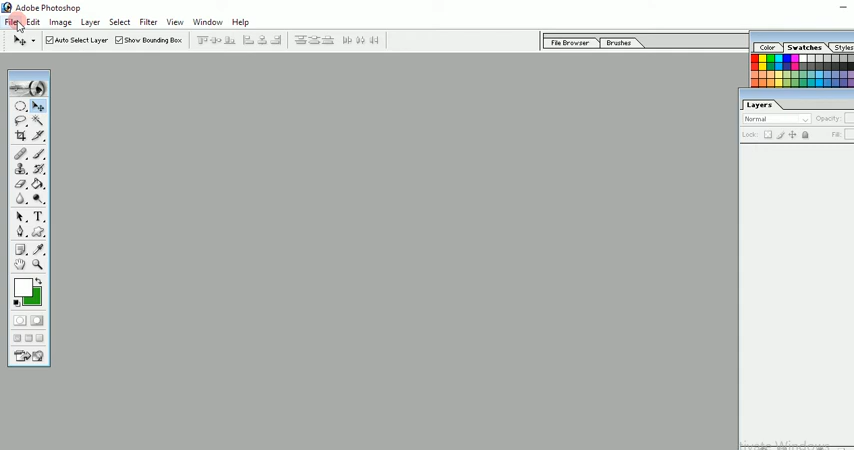 Adobe Photoshop
File Edit Image Layer Select Filter View Window Help
Auto Select Layer Show Bounding Box File Browser Brushes
Color Swatches Styles
Layers
Normal Opacity:
Lock: Fill: